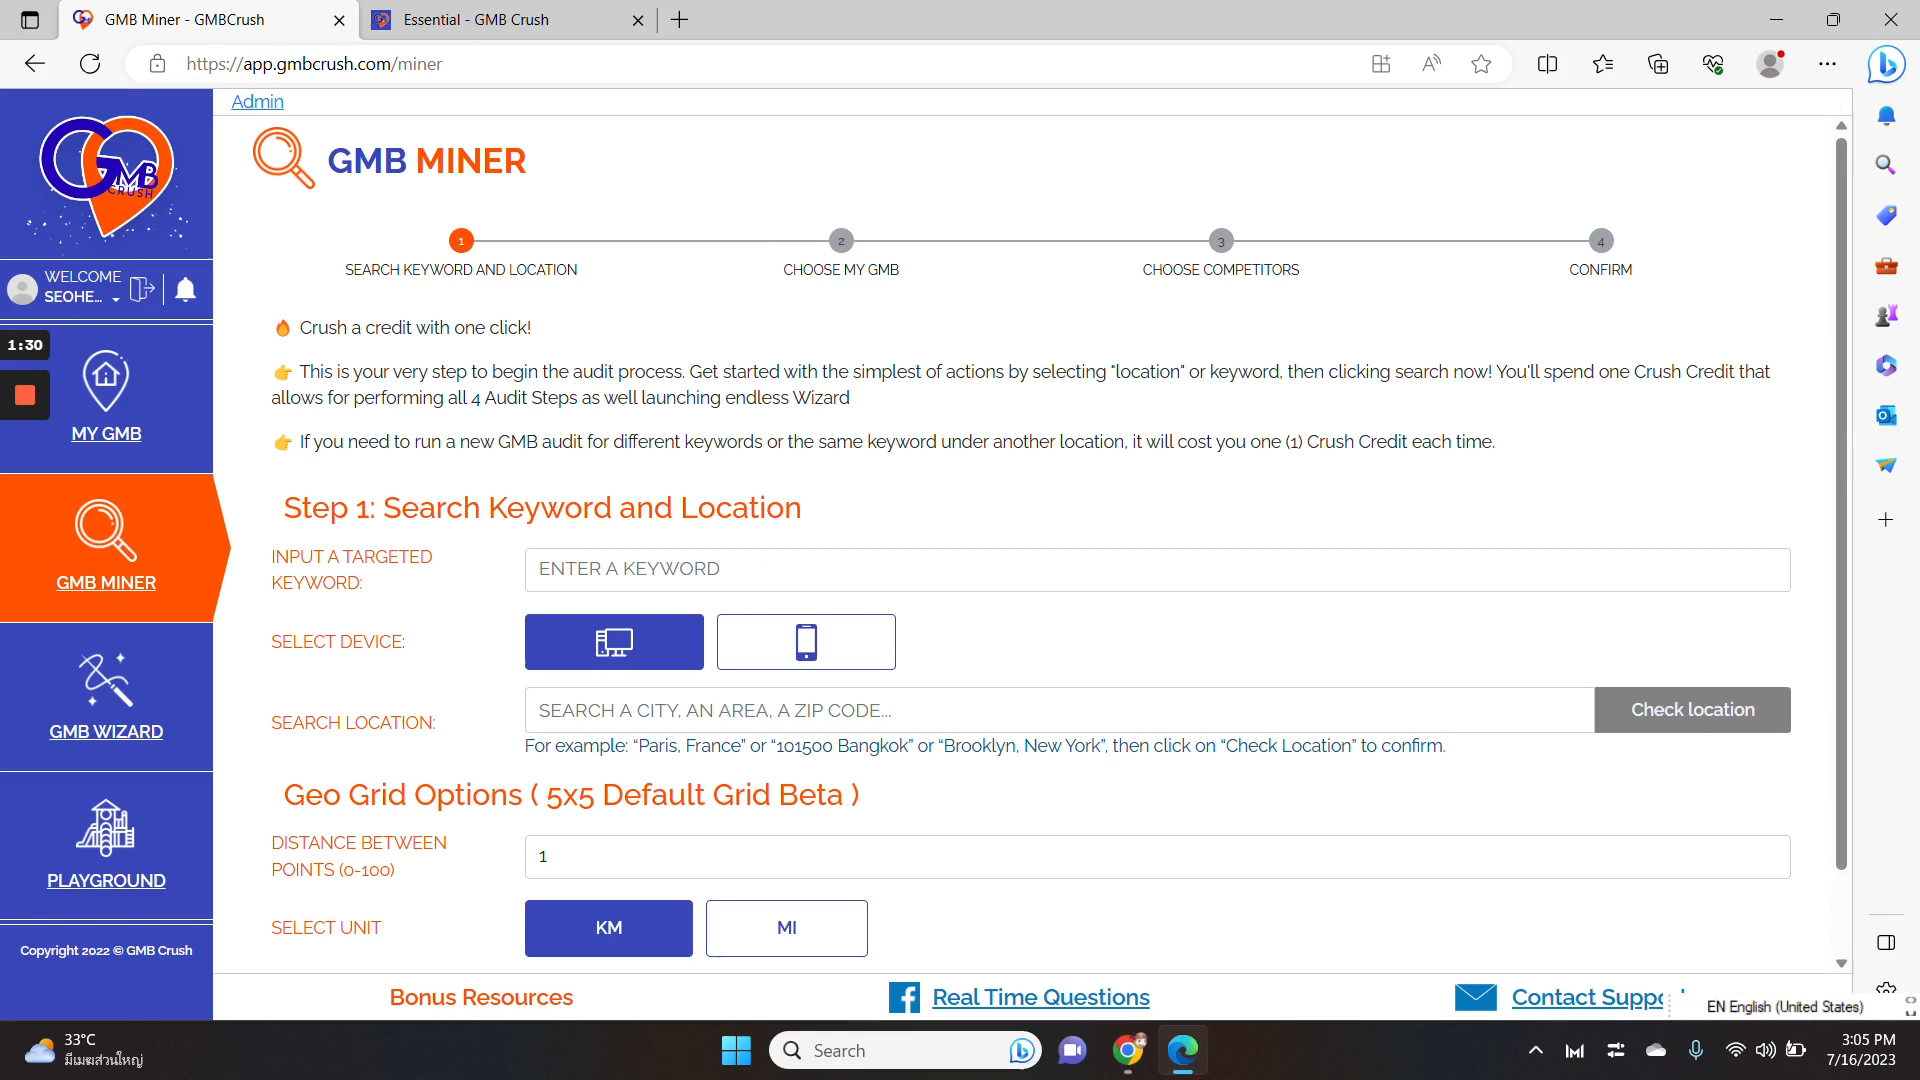 GMB Miner - GMBCrush
Essential - GMB Crush
https://app.gmbcrush.com/miner
Admin
GMB CRUSH
GMB MINER
1
2
3
4
SEARCH KEYWORD AND LOCATION
CHOOSE MY GMB
CHOOSE COMPETITORS
CONFIRM
WELCOME
SEOHE...
1:30
MY GMB
GMB MINER
GMB WIZARD
PLAYGROUND
Copyright 2022 © GMB Crush
🔥 Crush a credit with one click!
👉 This is your very step to begin the audit process. Get started with the simplest of actions by selecting "location" or keyword, then clicking search now! You'll spend one Crush Credit that
allows for performing all 4 Audit Steps as well launching endless Wizard
👉 If you need to run a new GMB audit for different keywords or the same keyword under another location, it will cost you one (1) Crush Credit each time.
Step 1: Search Keyword and Location
INPUT A TARGETED
KEYWORD:
ENTER A KEYWORD
SELECT DEVICE:
SEARCH LOCATION:
SEARCH A CITY, AN AREA, A ZIP CODE...
Check location
For example: “Paris, France” or “101500 Bangkok” or “Brooklyn, New York”, then click on “Check Location” to confirm.
Geo Grid Options ( 5x5 Default Grid Beta )
DISTANCE BETWEEN
POINTS (0-100)
1
SELECT UNIT
KM
MI
Bonus Resources
Real Time Questions
Contact Suppo
EN English (United States)
33°C
มีเมฆส่วนใหญ่
Search
3:05 PM
7/16/2023